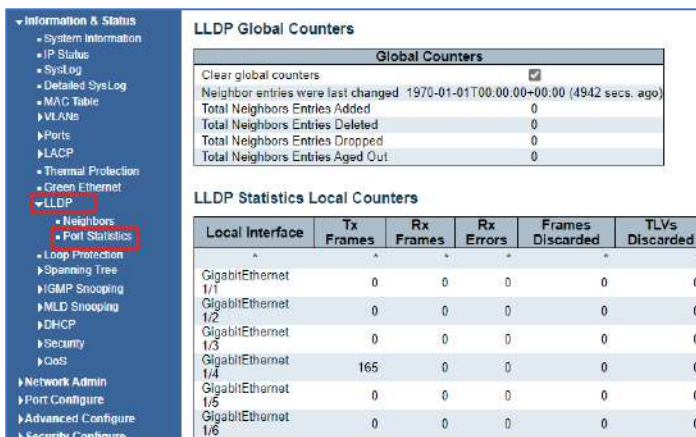 Information & Status
System Information
IP Status
SysLog
Detailed SysLog
MAC Table
VLANs
Ports
LACP
Thermal Protection
Green Ethernet
LLDP
Neighbors
Port Statistics
Loop Protection
Spanning Tree
IGMP Snooping
MLD Snooping
DHCP
Security
QoS
Network Admin
Port Configure
Advanced Configure
Security Configure
LLDP Global Counters
Global Counters
Clear global counters
Neighbor entries were last changed 1970-01-01T00:00:00+00:00 (4942 secs. ago)
Total Neighbors Entries Added 0
Total Neighbors Entries Deleted 0
Total Neighbors Entries Dropped 0
Total Neighbors Entries Aged Out 0
LLDP Statistics Local Counters
Local Interface Tx Frames Rx Frames Rx Errors Frames Discarded TLVs Discarded
* * * * *
GigabitEthernet 1/1 0 0 0 0
GigabitEthernet 1/2 0 0 0 0
GigabitEthernet 1/3 0 0 0 0
GigabitEthernet 1/4 165 0 0 0
GigabitEthernet 1/5 0 0 0 0
GigabitEthernet 1/6 0 0 0 0